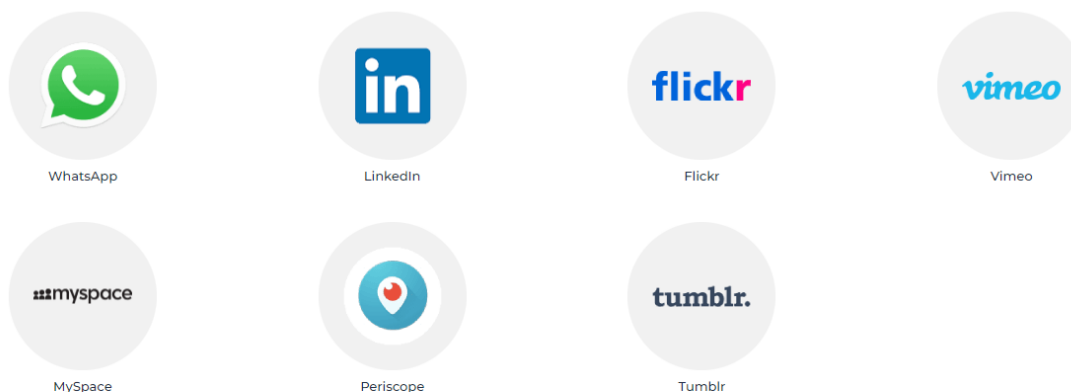 in
flickr
vimeo
WhatsApp
LinkedIn
Flickr
Vimeo
myspace
tumblr.
MySpace
Periscope
Tumblr